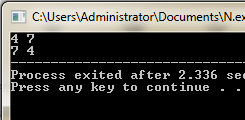 C:\Users\Administrator\Documents\N.ex
4 7
7 4
--------------------------------
Process exited after 2.336 sec
Press any key to continue . .